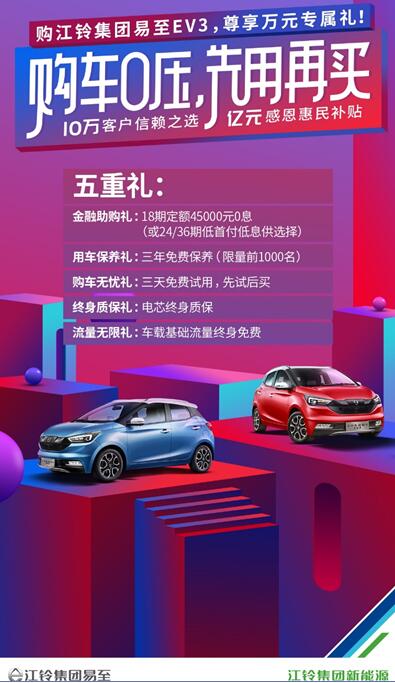 购江铃集团易至EV3,尊享万元专属礼!
购车0压,先用再买
10万客户信赖之选 亿元感恩惠民补贴
五重礼：
金融助购礼：18期定额45000元0息
（或24/36期低首付低息供选择）
用车保养礼：三年免费保养（限量前1000名）
购车无忧礼：三天免费试用，先试后买
终身质保礼：电芯终身质保
流量无限礼：车载基础流量终身免费
江铃集团易至 江铃集团新能源